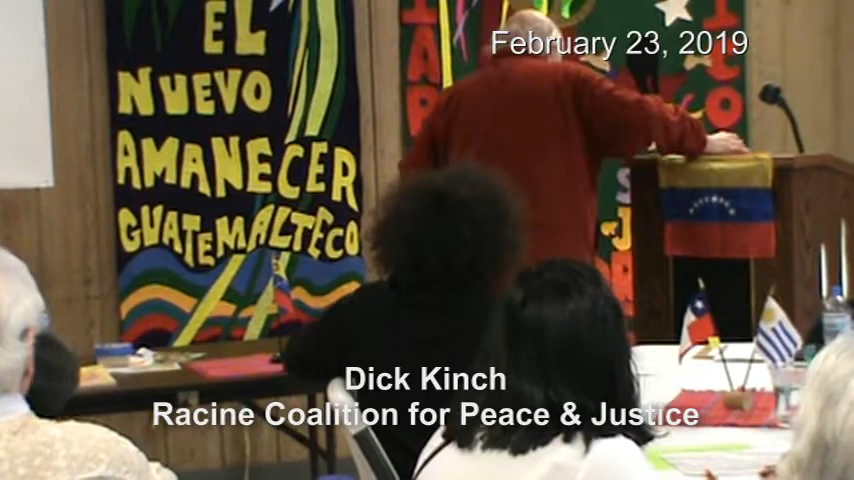 February 23, 2019
EL
NUEVO
AMANECER
GUATEMALTECO
Dick Kinch
Racine Coalition for Peace & Justice